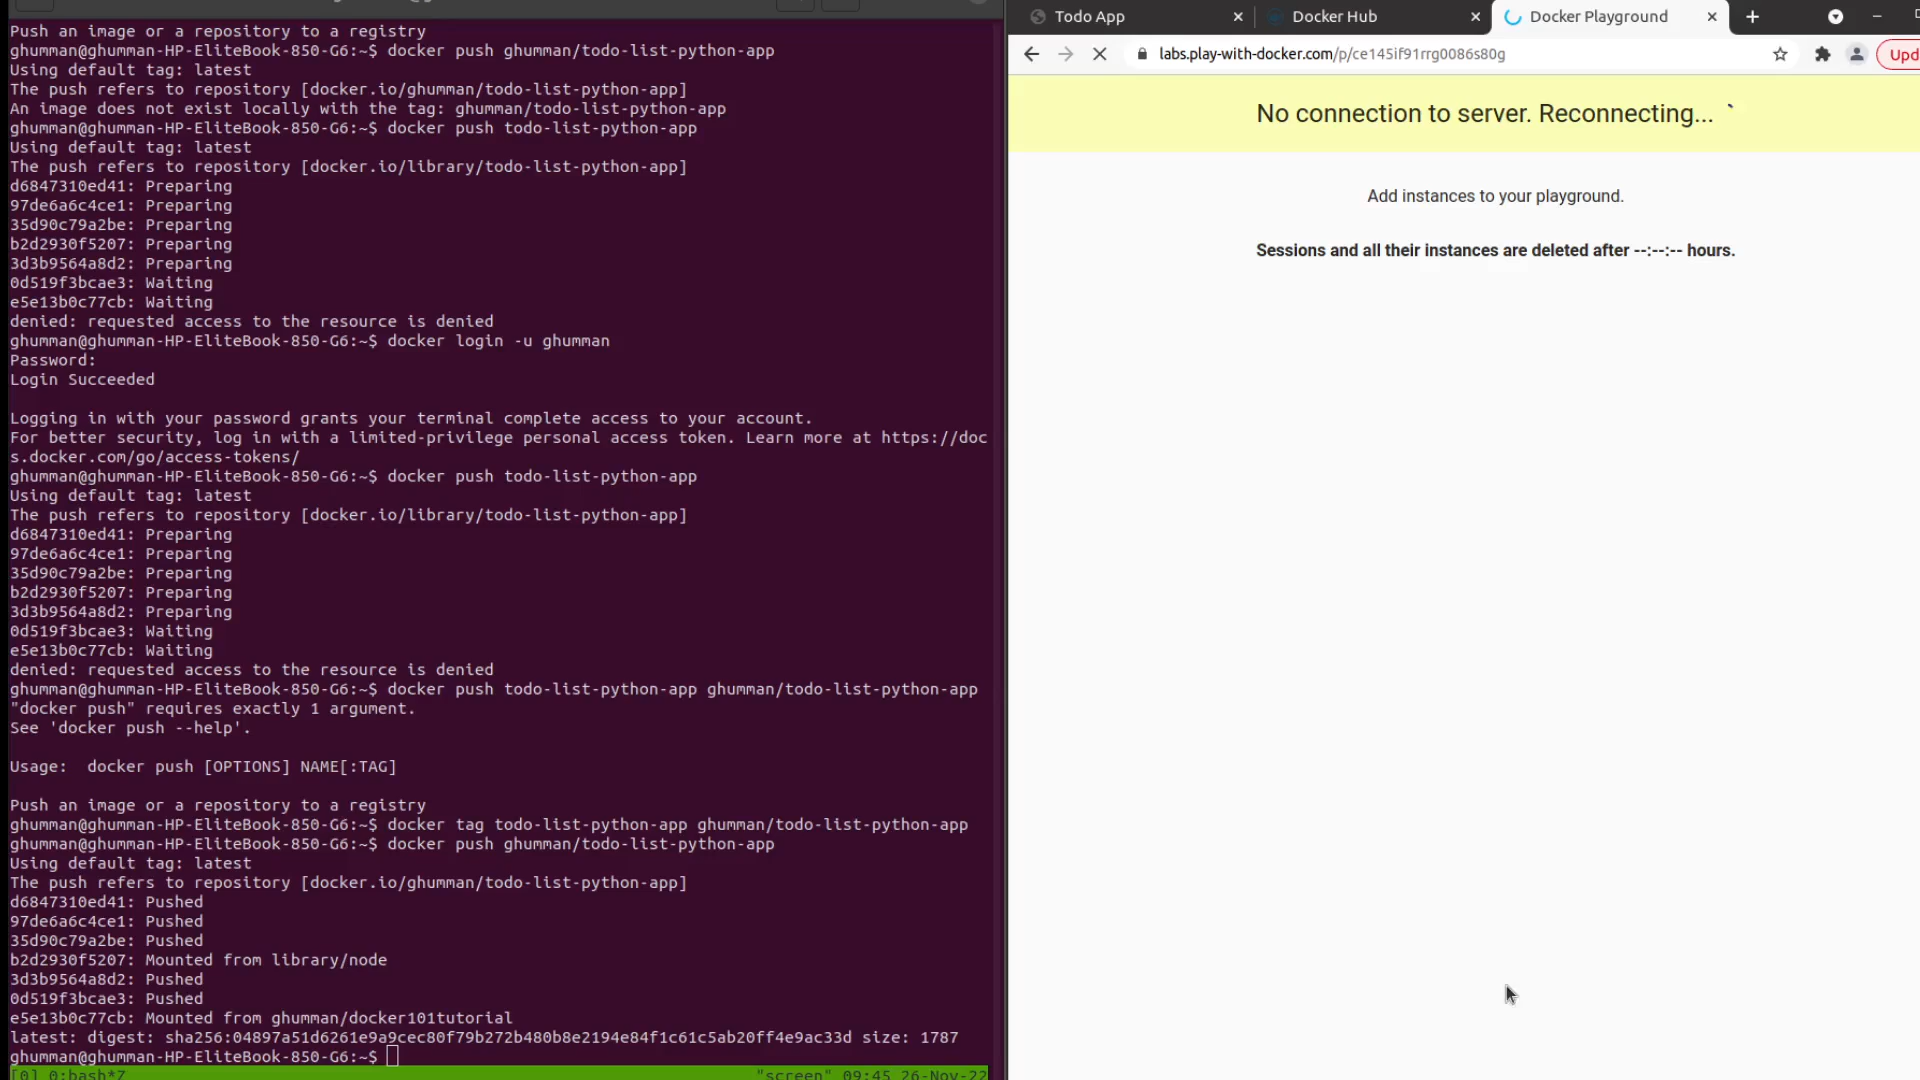 Push an image or a repository to a registry
ghumman@ghumman-HP-EliteBook-850-G6:~$ docker push ghumman/todo-list-python-app
Using default tag: latest
The push refers to repository [docker.io/ghumman/todo-list-python-app]
An image does not exist locally with the tag: ghumman/todo-list-python-app
ghumman@ghumman-HP-EliteBook-850-G6:~$ docker push todo-list-python-app
Using default tag: latest
The push refers to repository [docker.io/library/todo-list-python-app]
d6847310ed41: Preparing
97de6a6c4ce1: Preparing
35d90c79a2be: Preparing
b2d2930f5207: Preparing
3d3b9564a8d2: Preparing
0d519f3bcae3: Waiting
e5e13b0c77cb: Waiting
denied: requested access to the resource is denied
ghumman@ghumman-HP-EliteBook-850-G6:~$ docker login -u ghumman
Password:
Login Succeeded
Logging in with your password grants your terminal complete access to your account.
For better security, log in with a limited-privilege personal access token. Learn more at https://doc
s.docker.com/go/access-tokens/
ghumman@ghumman-HP-EliteBook-850-G6:~$ docker push todo-list-python-app
Using default tag: latest
The push refers to repository [docker.io/library/todo-list-python-app]
d6847310ed41: Preparing
97de6a6c4ce1: Preparing
35d90c79a2be: Preparing
b2d2930f5207: Preparing
3d3b9564a8d2: Preparing
0d519f3bcae3: Waiting
e5e13b0c77cb: Waiting
denied: requested access to the resource is denied
ghumman@ghumman-HP-EliteBook-850-G6:~$ docker push todo-list-python-app ghumman/todo-list-python-app
"docker push" requires exactly 1 argument.
See 'docker push --help'.
Usage:  docker push [OPTIONS] NAME[:TAG]
Push an image or a repository to a registry
ghumman@ghumman-HP-EliteBook-850-G6:~$ docker tag todo-list-python-app ghumman/todo-list-python-app
ghumman@ghumman-HP-EliteBook-850-G6:~$ docker push ghumman/todo-list-python-app
Using default tag: latest
The push refers to repository [docker.io/ghumman/todo-list-python-app]
d6847310ed41: Pushed
97de6a6c4ce1: Pushed
35d90c79a2be: Pushed
b2d2930f5207: Mounted from library/node
3d3b9564a8d2: Pushed
0d519f3bcae3: Pushed
e5e13b0c77cb: Mounted from ghumman/docker101tutorial
latest: digest: sha256:04897a51d6261e9a9cec80f79b272b480b8e2194e84f1c61c5ab20ff4e9ac33d size: 1787
ghumman@ghumman-HP-EliteBook-850-G6:~$
[0] 0:bash*Z "screen" 09:45 26-Nov-22
Todo App
Docker Hub
Docker Playground
labs.play-with-docker.com/p/ce145if91rrg0086s80g
Upd
No connection to server. Reconnecting... `
Add instances to your playground.
Sessions and all their instances are deleted after --:--:-- hours.